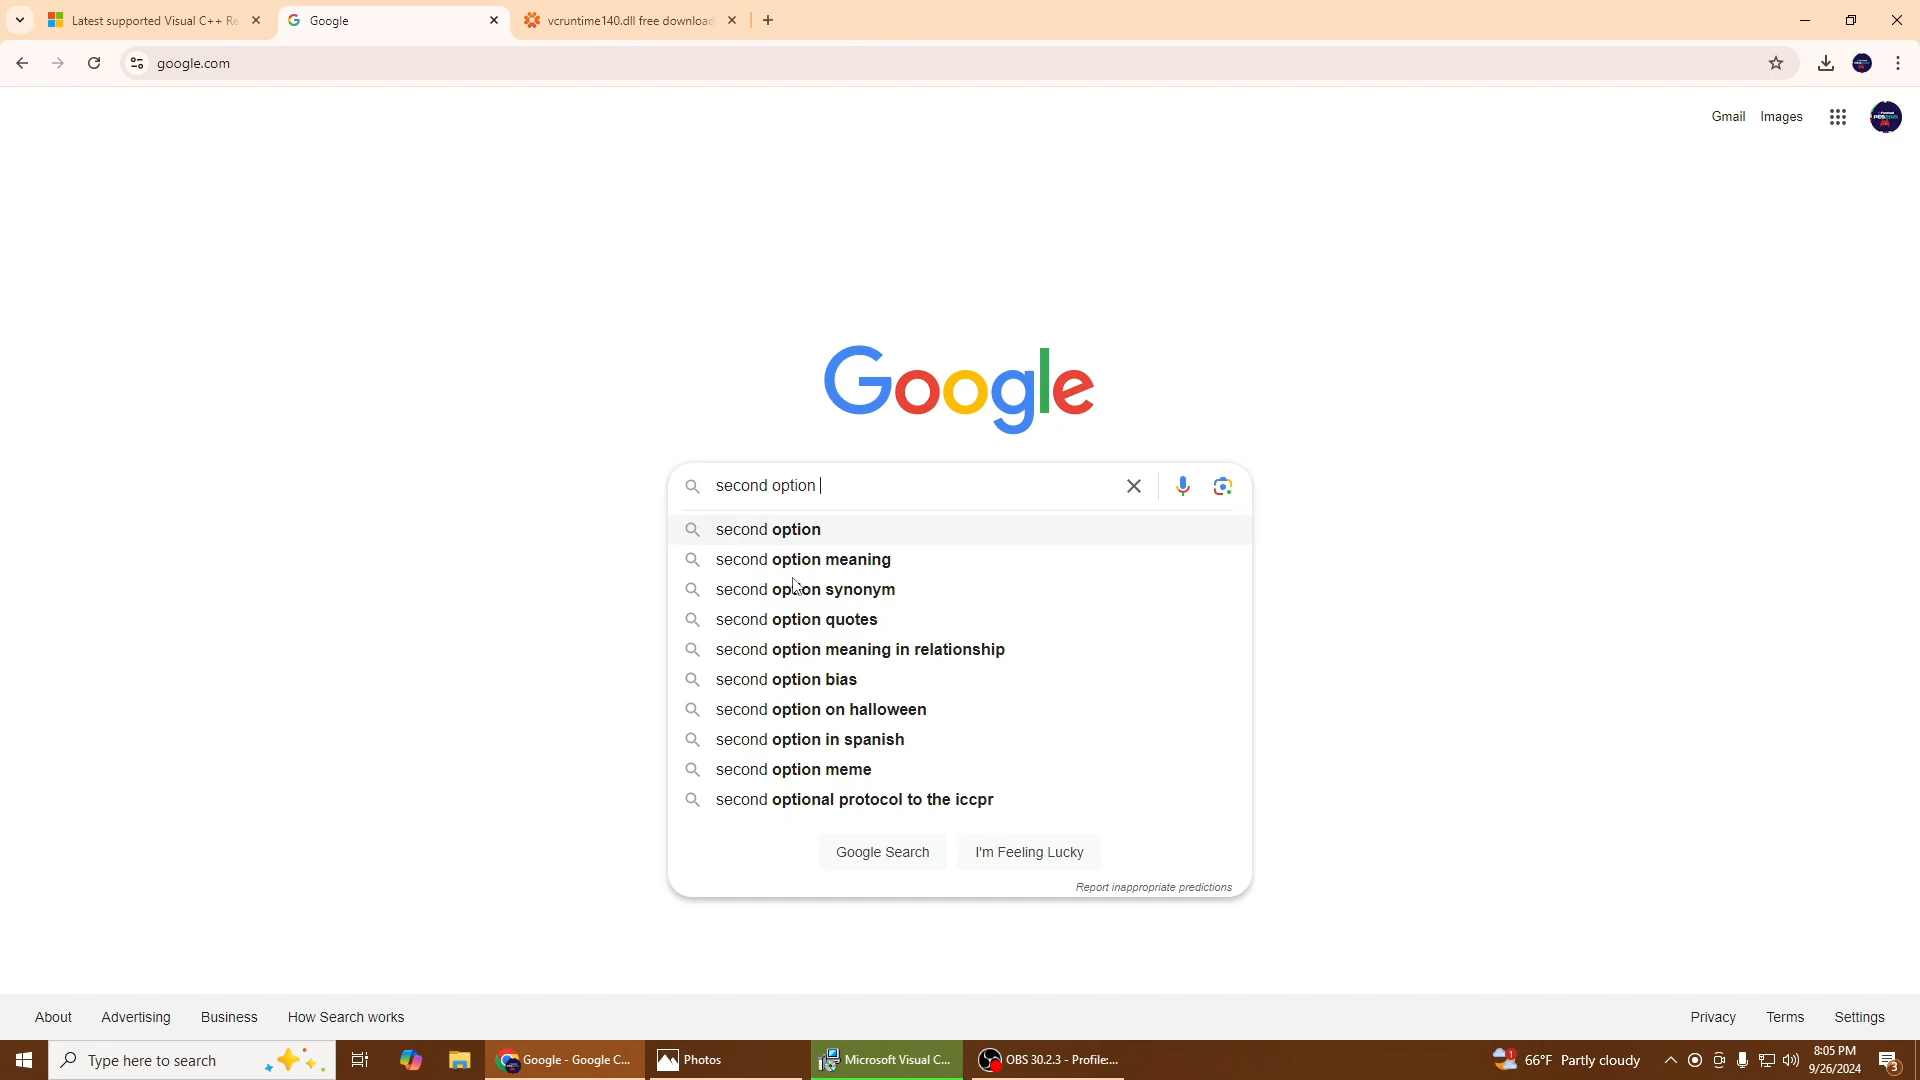 Latest supported Visual C++ Re
Google
vcruntime140.dll free download
google.com
Gmail Images
Google
second option
second option
second option meaning
second option synonym
second option quotes
second option meaning in relationship
second option bias
second option on halloween
second option in spanish
second option meme
second optional protocol to the iccpr
Google Search I'm Feeling Lucky
Report inappropriate predictions
About Advertising Business How Search works
Privacy Terms Settings
Type here to search
Google - Google C...
Photos
Microsoft Visual C...
OBS 30.2.3 - Profile:...
1
66°F Partly cloudy
8:05 PM
9/26/2024
3